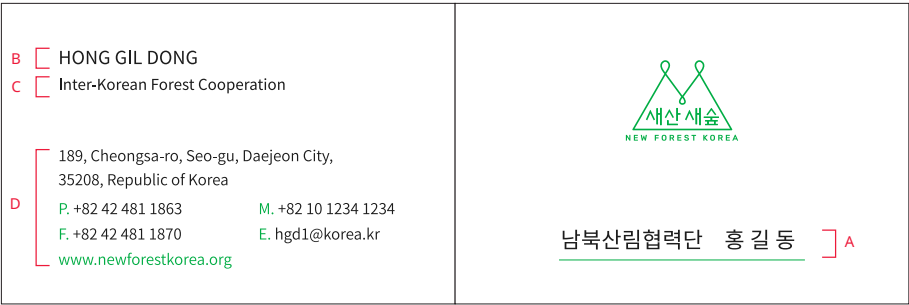 B
HONG GIL DONG
C
Inter-Korean Forest Cooperation
D
189, Cheongsa-ro, Seo-gu, Daejeon City,
35208, Republic of Korea
P. +82 42 481 1863 M. +82 10 1234 1234
F. +82 42 481 1870 E. hgd1@korea.kr
www.newforestkorea.org
새산새숲
NEW FOREST KOREA
남북산림협력단 홍길동
A